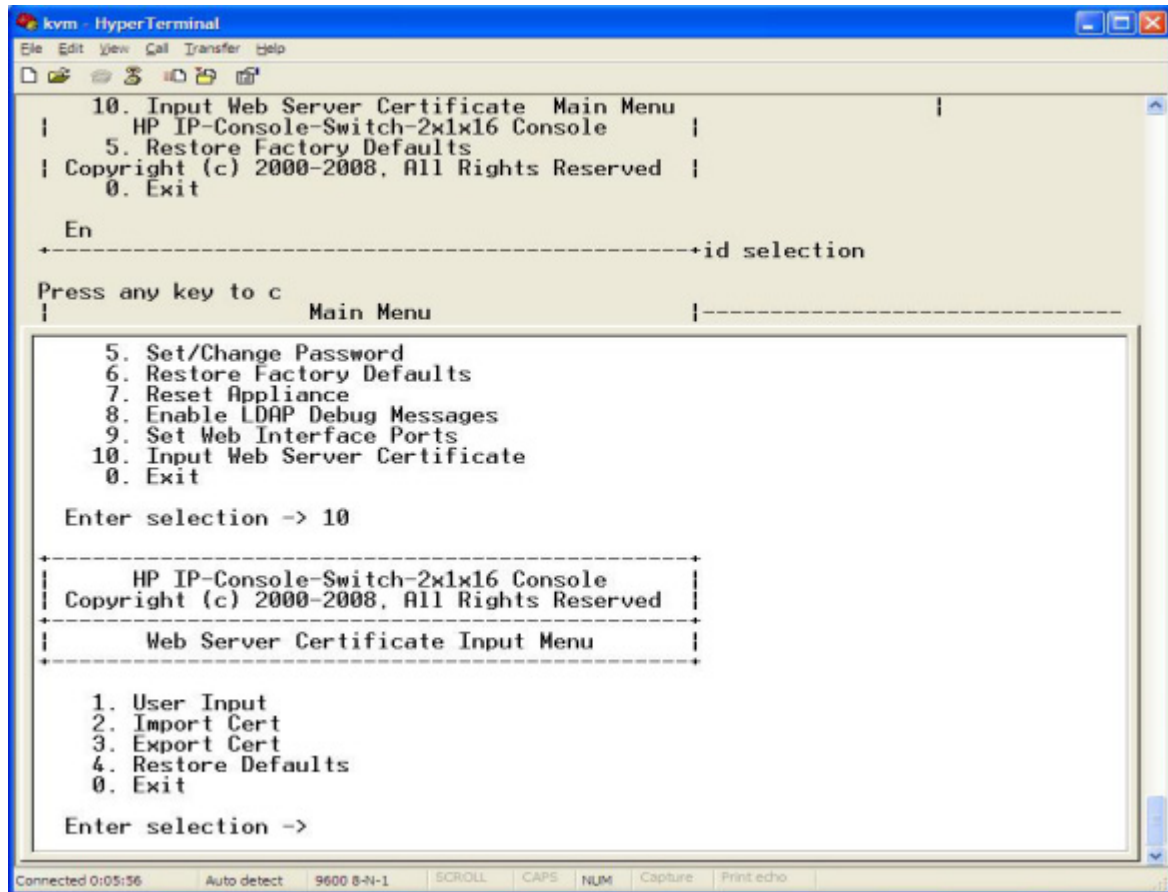 kvm - HyperTerminal
File Edit View Call Transfer Help
10. Input Web Server Certificate Main Menu |
| HP IP-Console-Switch-2x1x16 Console |
5. Restore Factory Defaults
| Copyright (c) 2000-2008, All Rights Reserved |
0. Exit
En
+-----------------------------------------------+id selection
Press any key to c
| Main Menu |-------------------------------
5. Set/Change Password
6. Restore Factory Defaults
7. Reset Appliance
8. Enable LDAP Debug Messages
9. Set Web Interface Ports
10. Input Web Server Certificate
0. Exit
Enter selection -> 10
+-----------------------------------------------+
| HP IP-Console-Switch-2x1x16 Console |
| Copyright (c) 2000-2008, All Rights Reserved |
+-----------------------------------------------+
| Web Server Certificate Input Menu |
+-----------------------------------------------+
1. User Input
2. Import Cert
3. Export Cert
4. Restore Defaults
0. Exit
Enter selection ->
Connected 0:05:56 Auto detect 9600 8-N-1 SCROLL CAPS NUM Capture Print echo